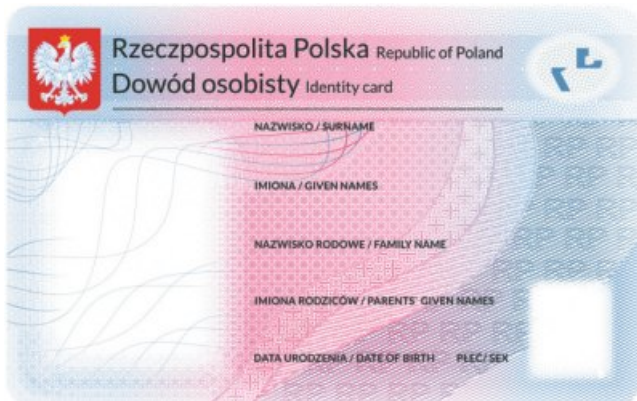 Rzeczpospolita Polska Republic of Poland
Dowód osobisty Identity card
NAZWISKO / SURNAME
IMIONA / GIVEN NAMES
NAZWISKO RODOWE / FAMILY NAME
IMIONA RODZICÓW / PARENTS' GIVEN NAMES
DATA URODZENIA / DATE OF BIRTH PŁEĆ/ SEX